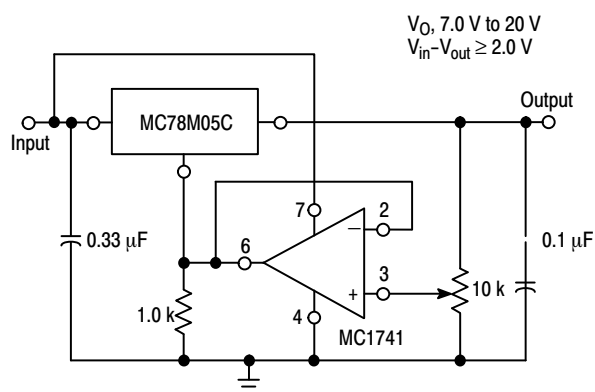 V_O, 7.0 V to 20 V
V_in–V_out ≥ 2.0 V
Input
MC78M05C
Output
0.33 μF
7
2
−
6
3
+
1.0 k
4
MC1741
10 k
0.1 μF